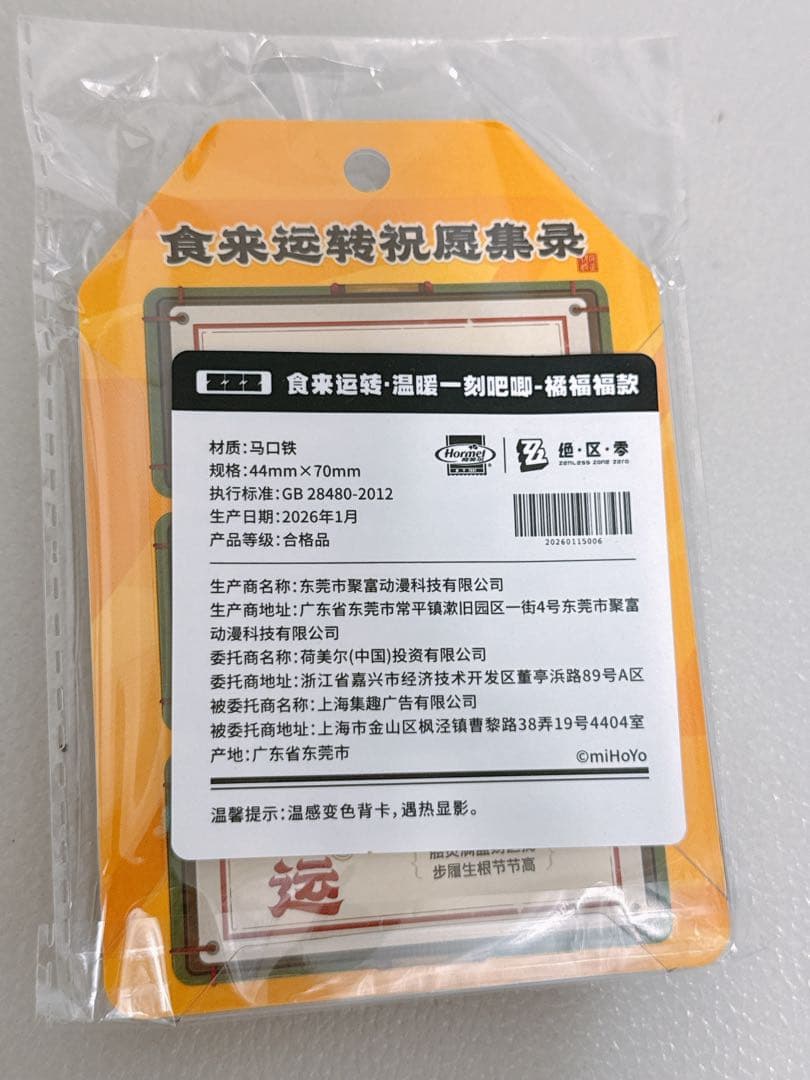 食来运转祝愿集录
食来运转·温暖一刻吧唧-橘福福款
材质:马口铁
规格:44mm×70mm
执行标准:GB 28480-2012
生产日期:2026年1月
产品等级:合格品
Hormel
荷美尔
绝·区·零
ZENLESS ZONE ZERO
20260115006
生产商名称:东莞市聚富动漫科技有限公司
生产商地址:广东省东莞市常平镇漱旧园区一街4号东莞市聚富
动漫科技有限公司
委托商名称:荷美尔(中国)投资有限公司
委托商地址:浙江省嘉兴市经济技术开发区董亭浜路89号A区
被委托商名称:上海集趣广告有限公司
被委托商地址:上海市金山区枫泾镇曹黎路38弄19号4404室
产地:广东省东莞市
©miHoYo
温馨提示:温感变色背卡,遇热显影。
运
步履生根节节高